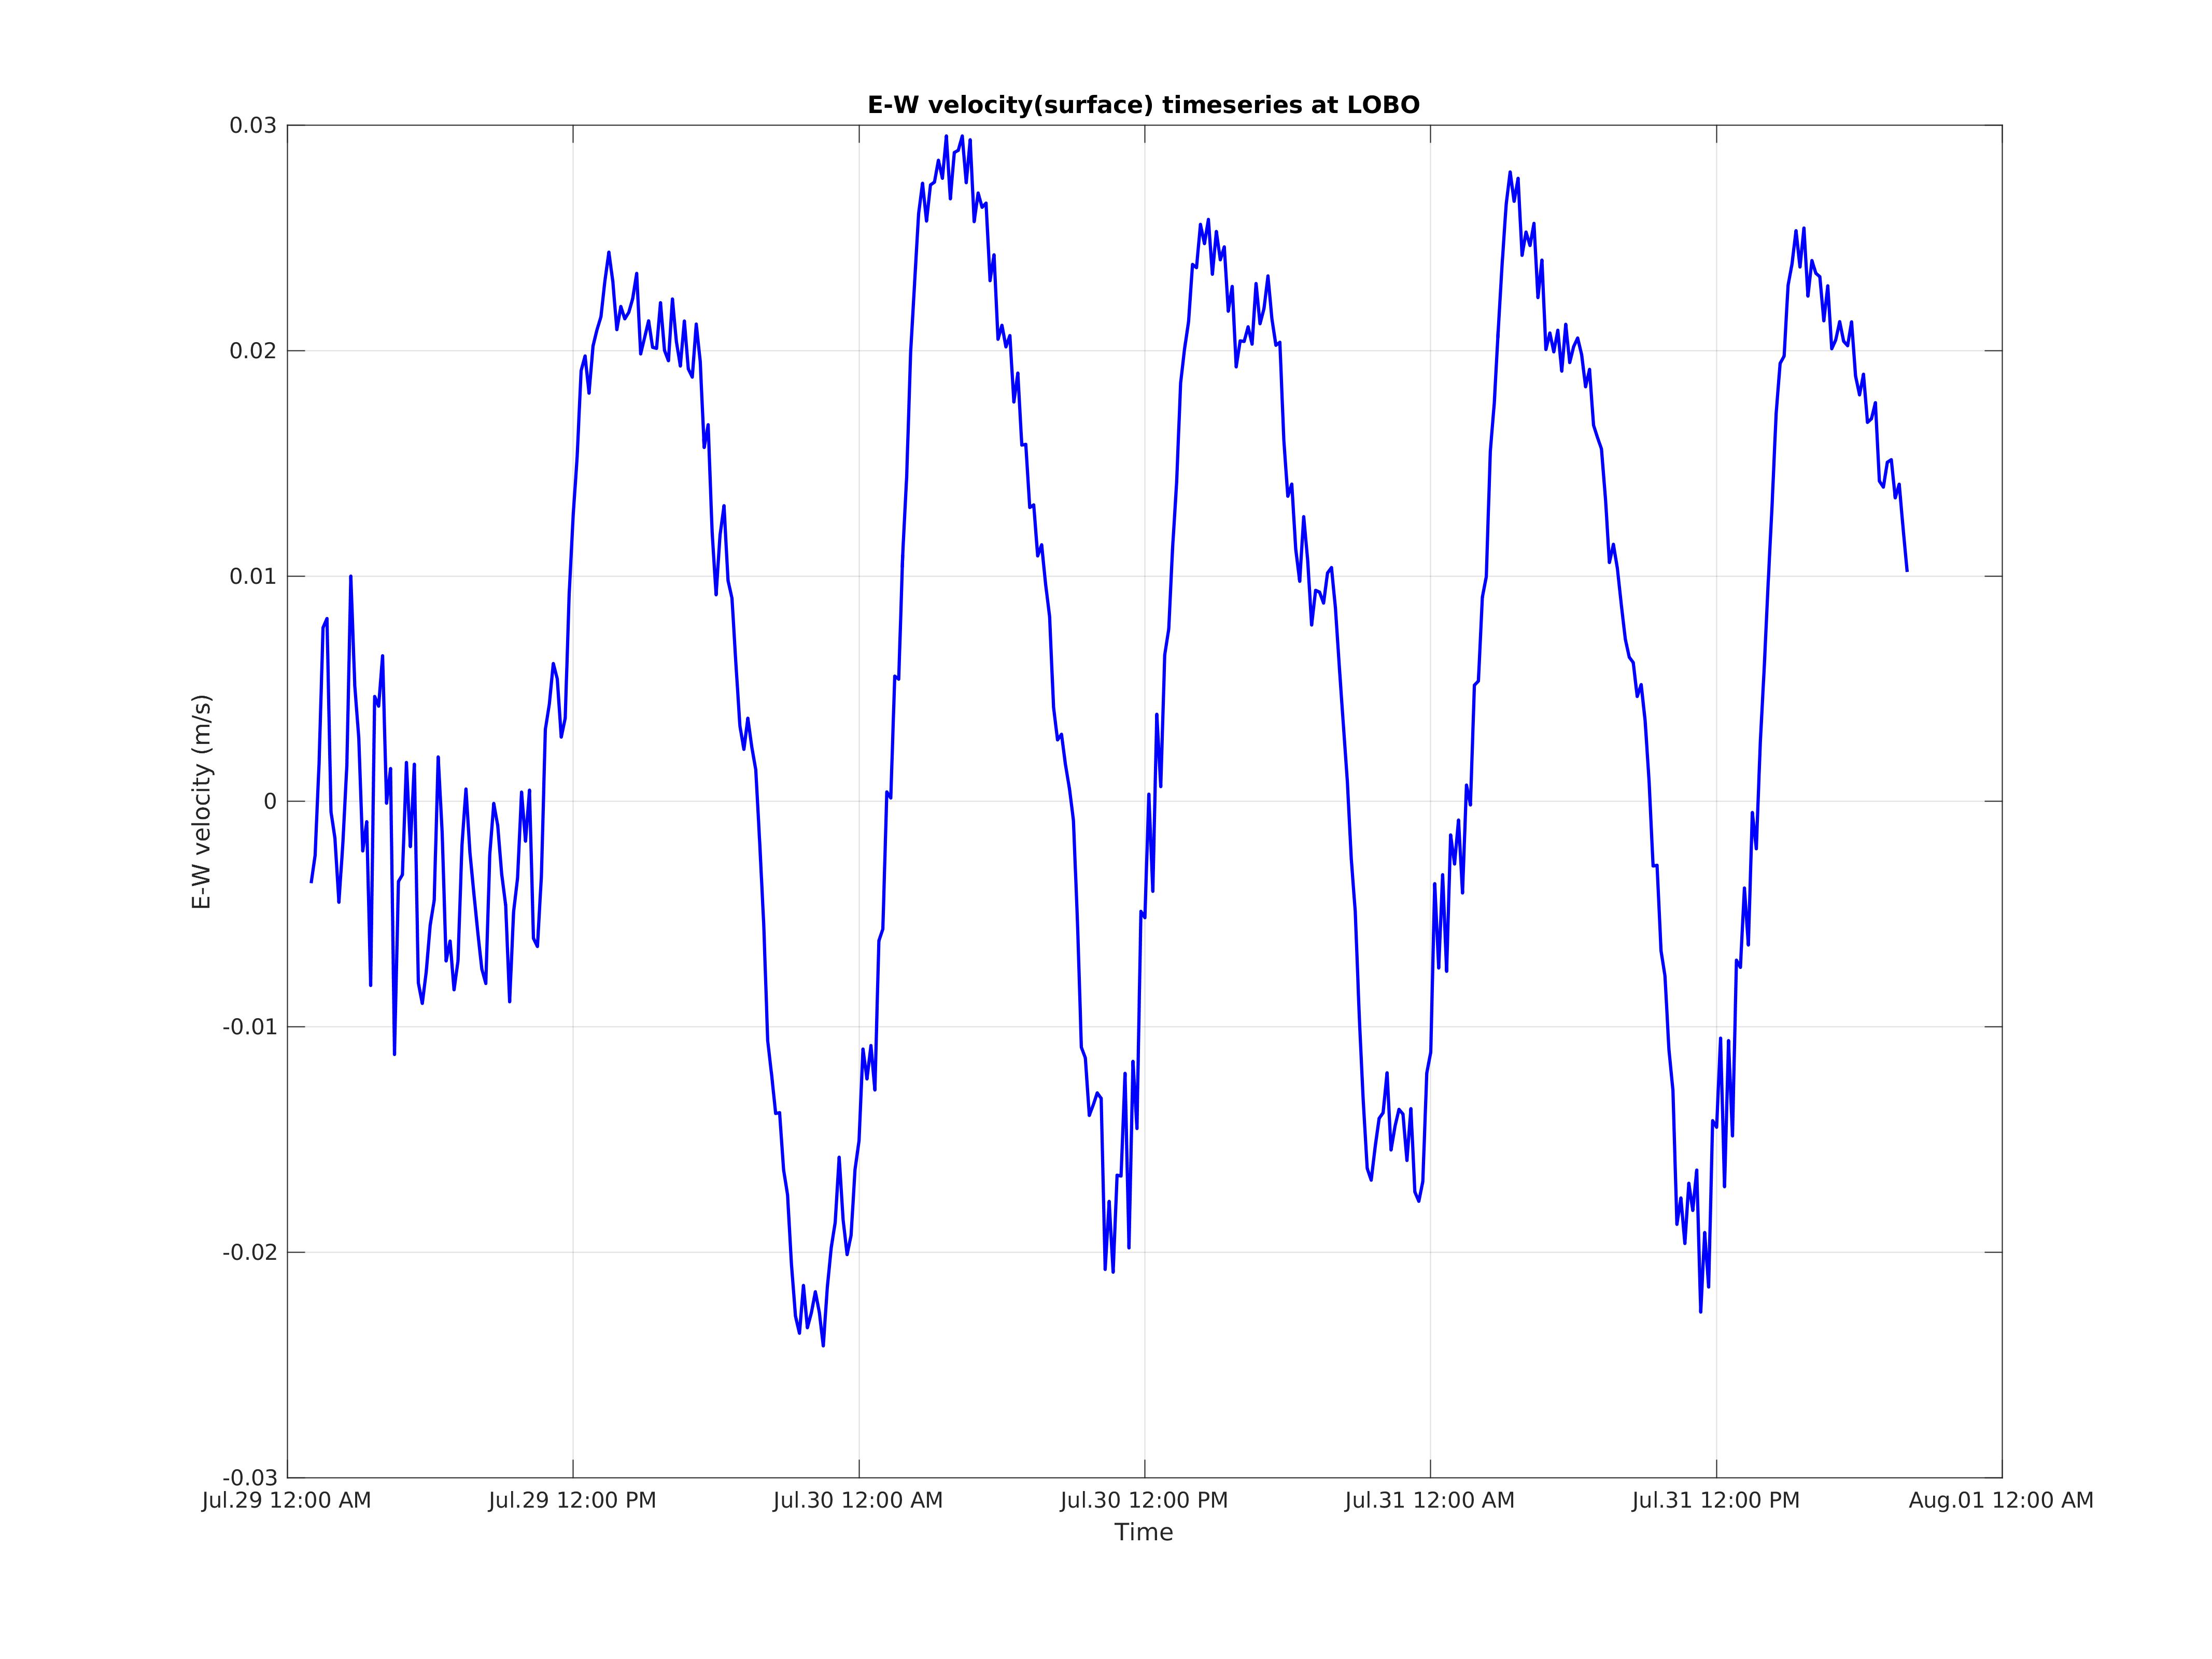 E-W velocity(surface) timeseries at LOBO
0.03
0.02
0.01
0
-0.01
-0.02
-0.03
E-W velocity (m/s)
Jul.29 12:00 AM Jul.29 12:00 PM Jul.30 12:00 AM Jul.30 12:00 PM Jul.31 12:00 AM Jul.31 12:00 PM Aug.01 12:00 AM
Time